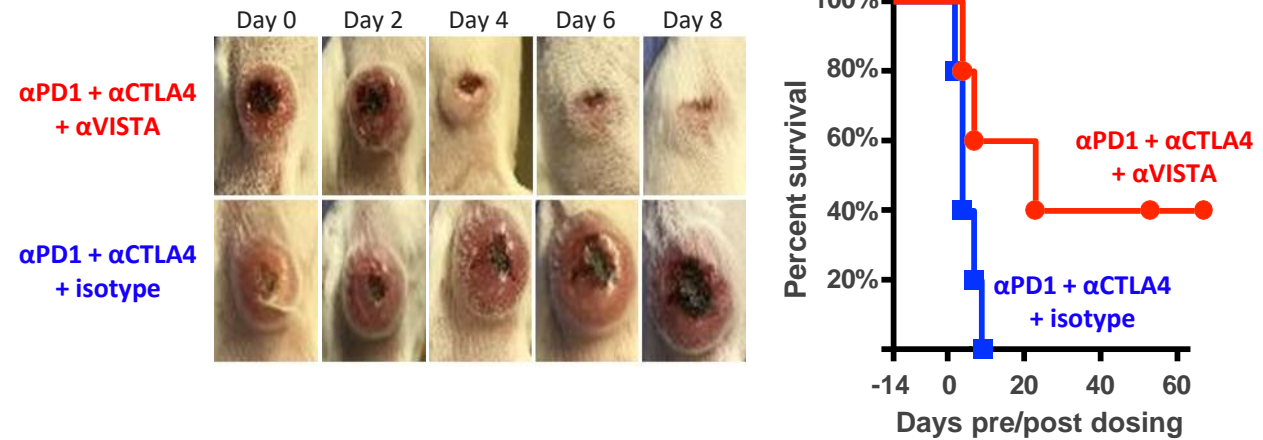 Day 0
Day 2
Day 4
Day 6
Day 8
αPD1 + αCTLA4
+ αVISTA
αPD1 + αCTLA4
+ isotype
Percent survival
100%
80%
60%
40%
20%
αPD1 + αCTLA4
+ αVISTA
αPD1 + αCTLA4
+ isotype
-14 0 20 40 60
Days pre/post dosing